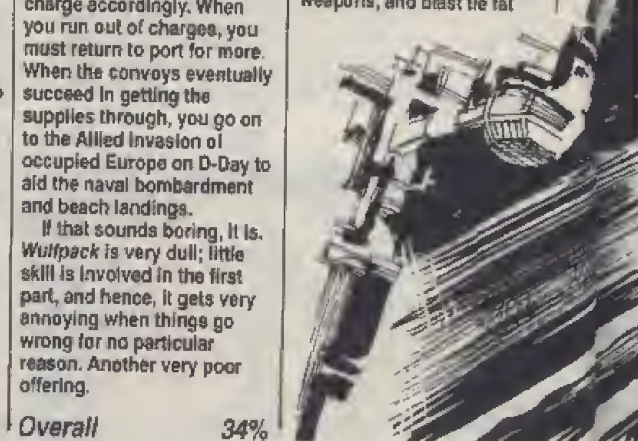 charge accordingly. When
you run out of charges, you
must return to port for more.
When the convoys eventually
succeed in getting the
supplies through, you go on
to the Allied invasion of
occupied Europe on D-Day to
aid the naval bombardment
and beach landings.
If that sounds boring, it is.
Wulfpack is very dull; little
skill is involved in the first
part, and hence, it gets very
annoying when things go
wrong for no particular
reason. Another very poor
offering.
Overall 34%
weapons, and blast